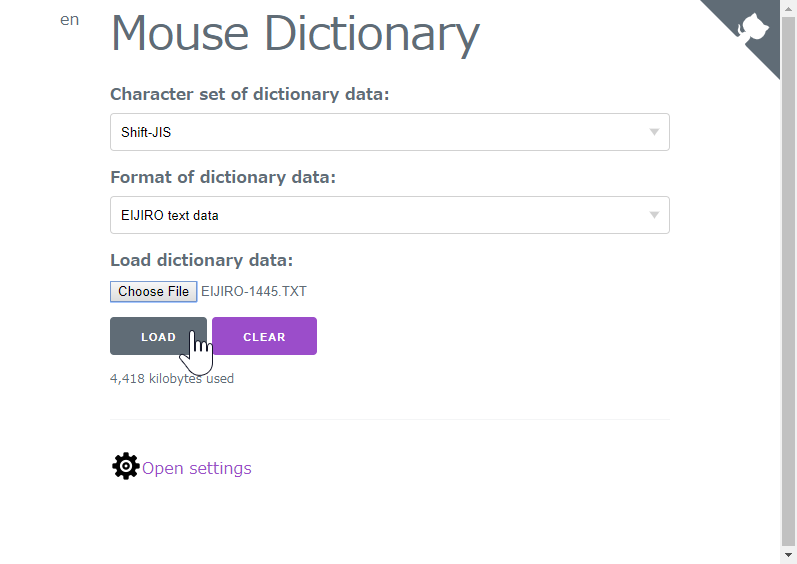 en
Mouse Dictionary
Character set of dictionary data:
Shift-JIS
Format of dictionary data:
EIJIRO text data
Load dictionary data:
Choose File EIJIRO-1445.TXT
LOAD CLEAR
4,418 kilobytes used
Open settings